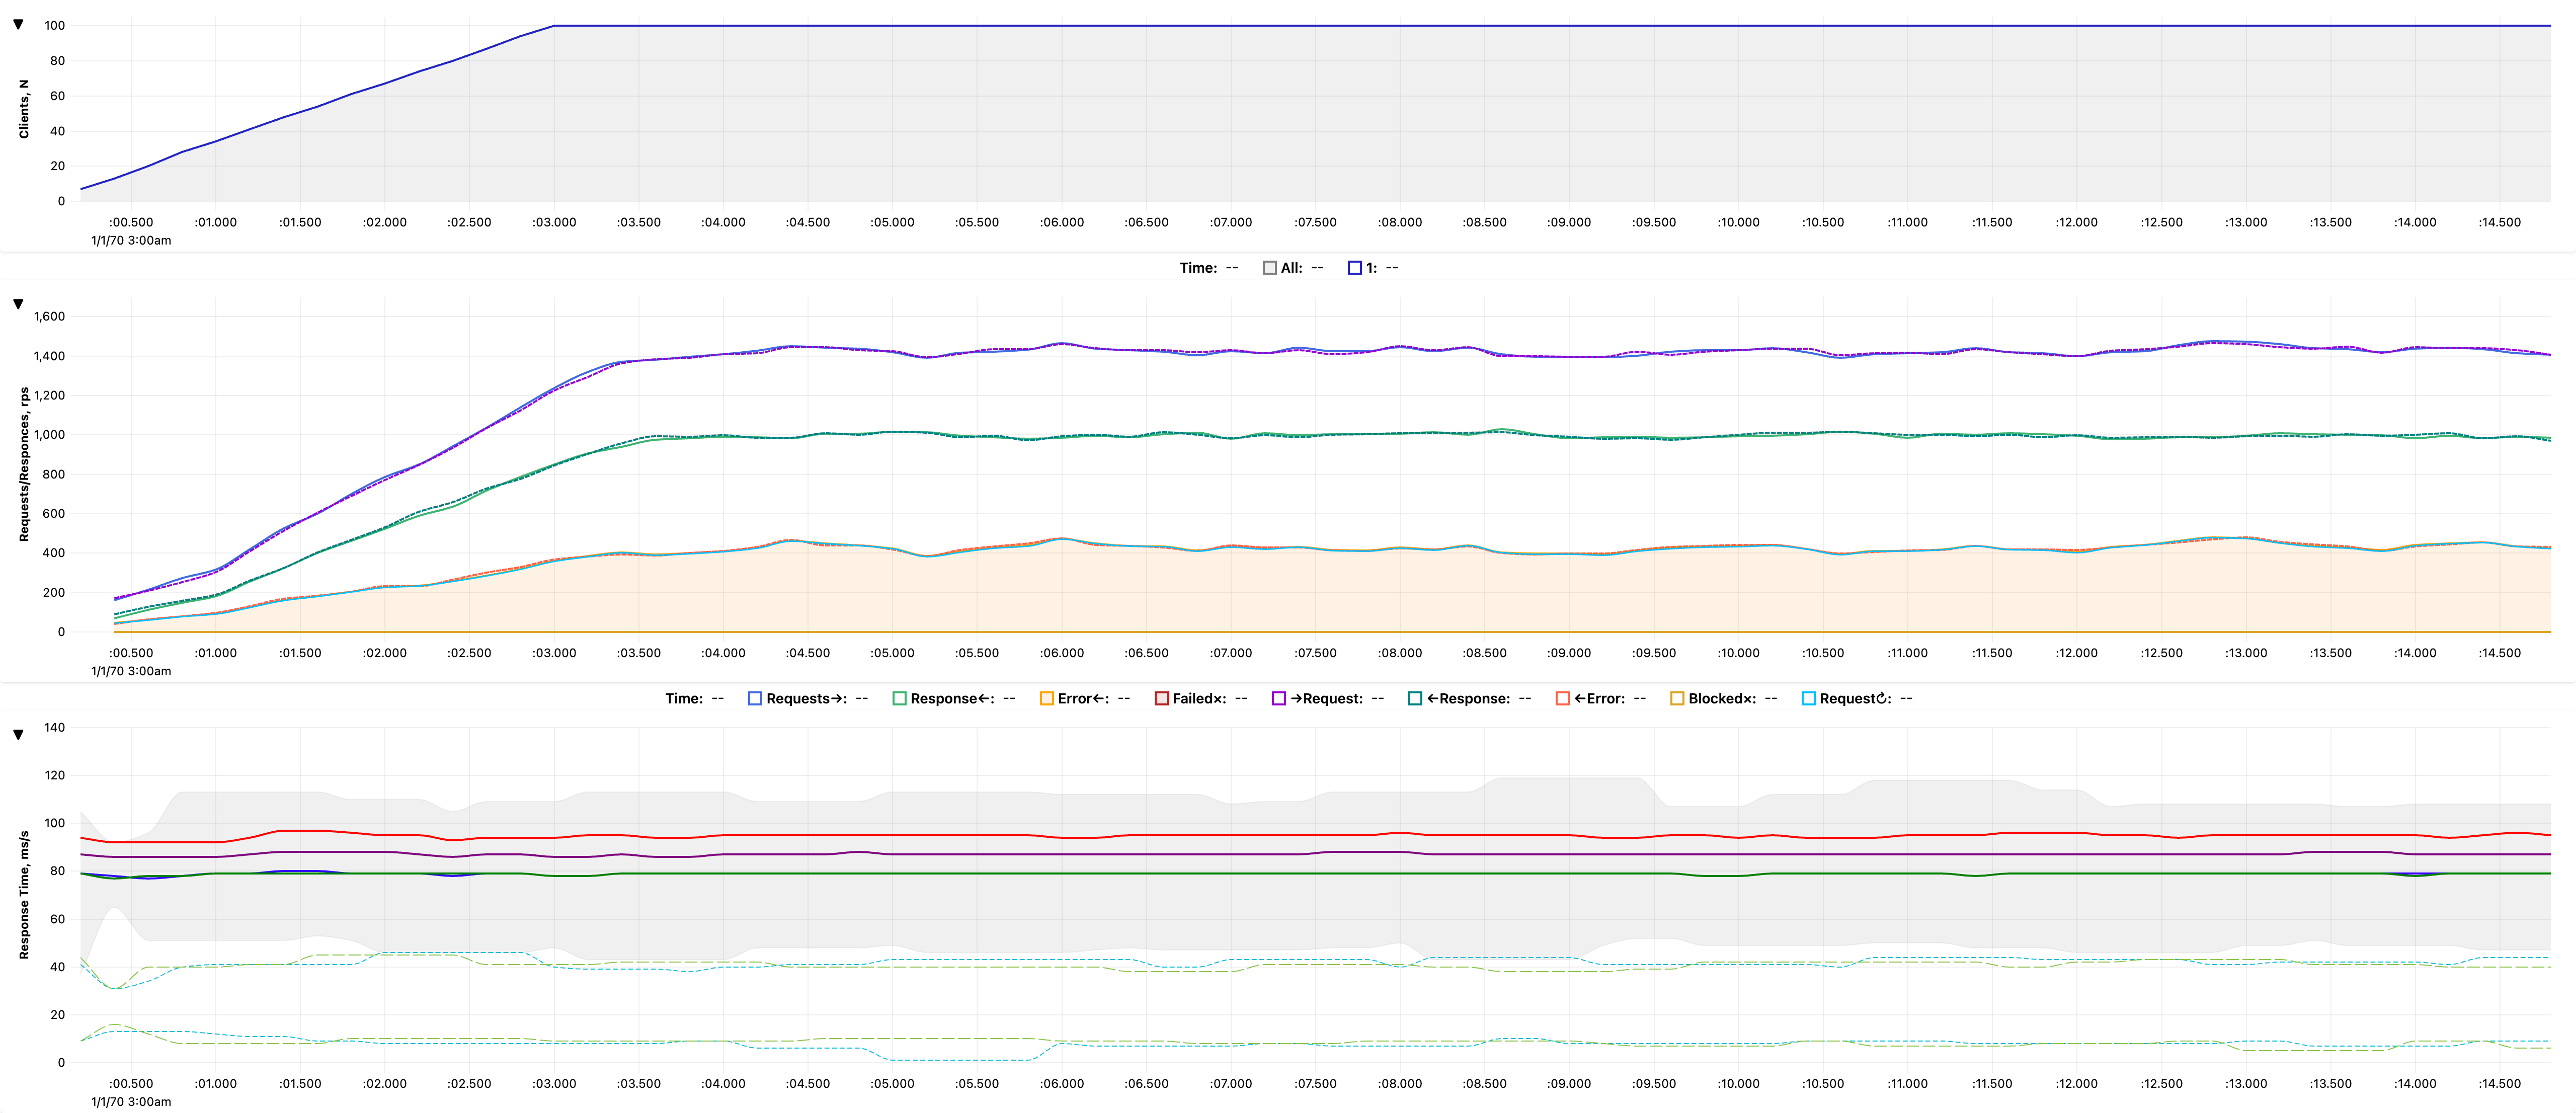 ▼
Clients, N
100
80
60
40
20
0
:00.500 :01.000 :01.500 :02.000 :02.500 :03.000 :03.500 :04.000 :04.500 :05.000 :05.500 :06.000 :06.500 :07.000 :07.500 :08.000 :08.500 :09.000 :09.500 :10.000 :10.500 :11.000 :11.500 :12.000 :12.500 :13.000 :13.500 :14.000 :14.500
1/1/70 3:00am
Time: -- All: -- 1: --
▼
Requests/Responces, rps
1,600
1,400
1,200
1,000
800
600
400
200
0
:00.500 :01.000 :01.500 :02.000 :02.500 :03.000 :03.500 :04.000 :04.500 :05.000 :05.500 :06.000 :06.500 :07.000 :07.500 :08.000 :08.500 :09.000 :09.500 :10.000 :10.500 :11.000 :11.500 :12.000 :12.500 :13.000 :13.500 :14.000 :14.500
1/1/70 3:00am
Time: -- Requests→: -- Response←: -- Error←: -- Failed×: -- →Request: -- ←Response: -- ←Error: -- Blocked×: -- Request↻: --
▼
Response Time, ms/s
140
120
100
80
60
40
20
0
:00.500 :01.000 :01.500 :02.000 :02.500 :03.000 :03.500 :04.000 :04.500 :05.000 :05.500 :06.000 :06.500 :07.000 :07.500 :08.000 :08.500 :09.000 :09.500 :10.000 :10.500 :11.000 :11.500 :12.000 :12.500 :13.000 :13.500 :14.000 :14.500
1/1/70 3:00am